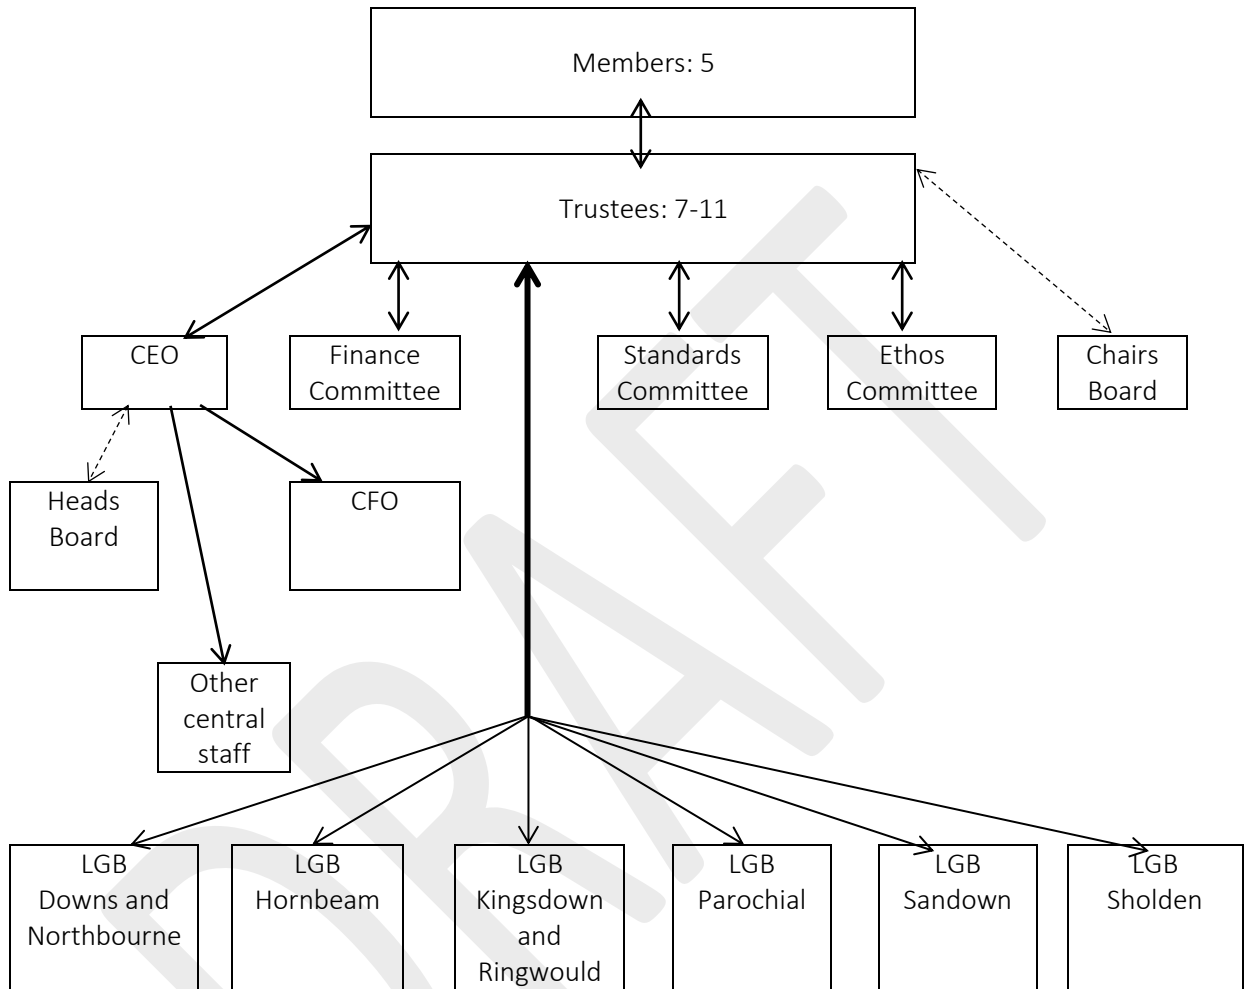 Members: 5
Trustees: 7-11
CEO
Finance
Committee
Standards
Committee
Ethos
Committee
Chairs
Board
Heads
Board
CFO
Other
central
staff
LGB
Downs and
Northbourne
LGB
Hornbeam
LGB
Kingsdown
and
Ringwould
LGB
Parochial
LGB
Sandown
LGB
Sholden
DRAFT